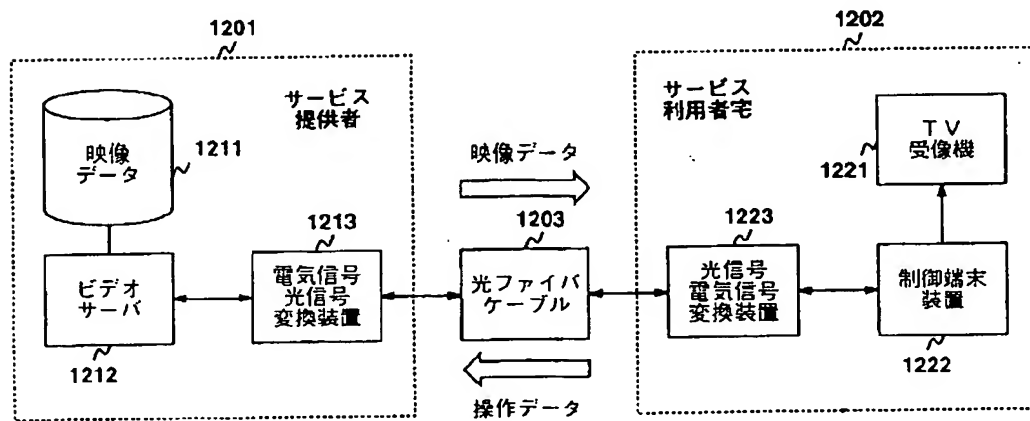 1201
1202
サービス
提供者
映像
データ
1211
ビデオ
サーバ
1212
1213
電気信号
光信号
変換装置
映像データ
1203
光ファイバ
ケーブル
操作データ
サービス
利用者宅
TV
受像機
1221
1223
光信号
電気信号
変換装置
制御端末
装置
1222